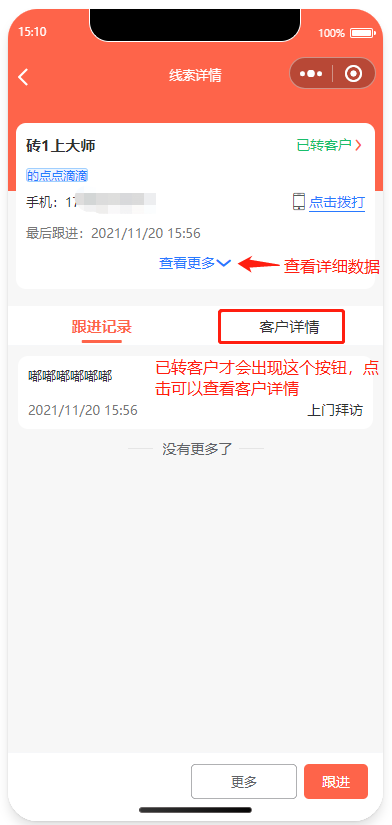 15:10
100%
线索详情
砖1上大师
已转客户
的点点滴滴
手机：17
点击拨打
最后跟进：2021/11/20 15:56
查看更多
查看详细数据
跟进记录
客户详情
嘟嘟嘟嘟嘟嘟
已转客户才会出现这个按钮，点
击可以查看客户详情
2021/11/20 15:56
上门拜访
没有更多了
更多
跟进